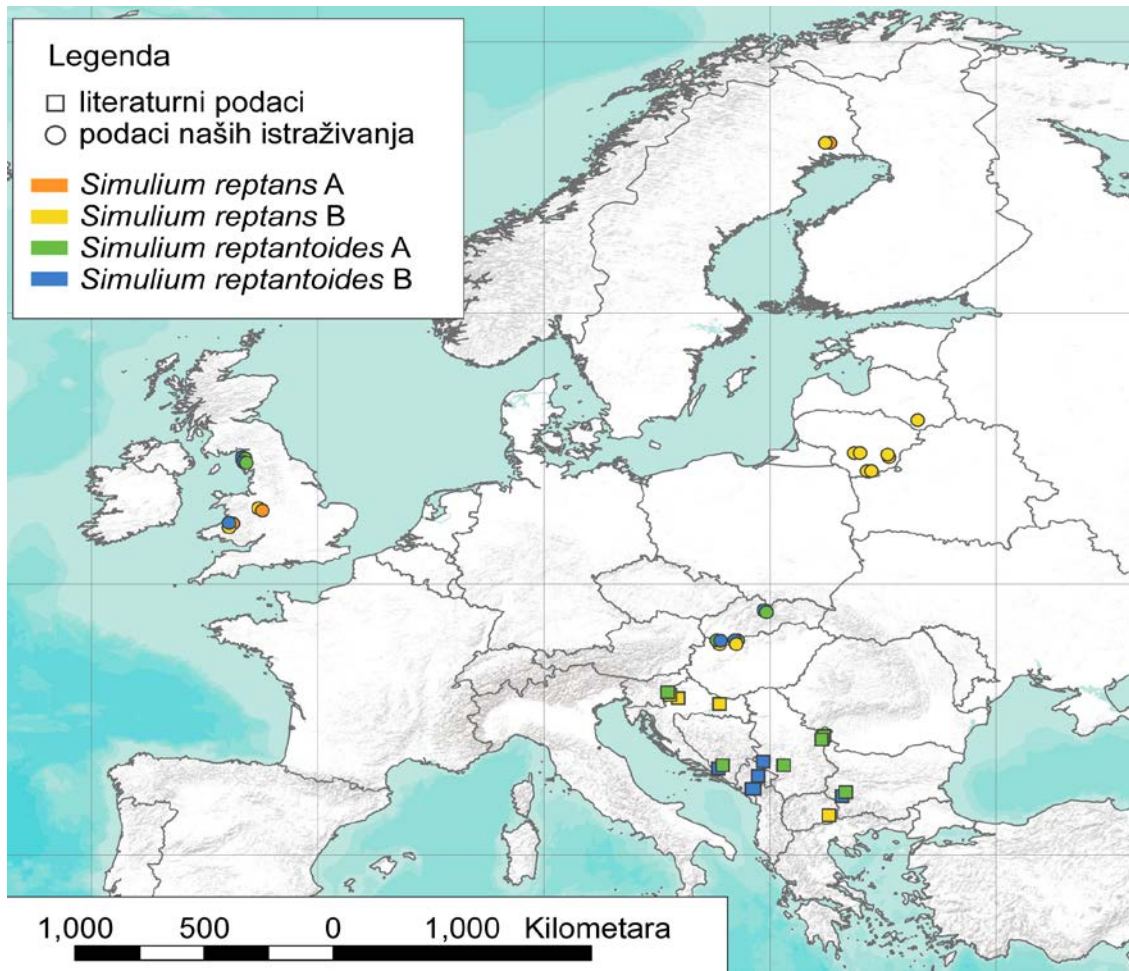 Legenda
literaturni podaci
podaci naših istraživanja
Simulium reptans A
Simulium reptans B
Simulium reptantoides A
Simulium reptantoides B
1,000 500 0 1,000 Kilometara